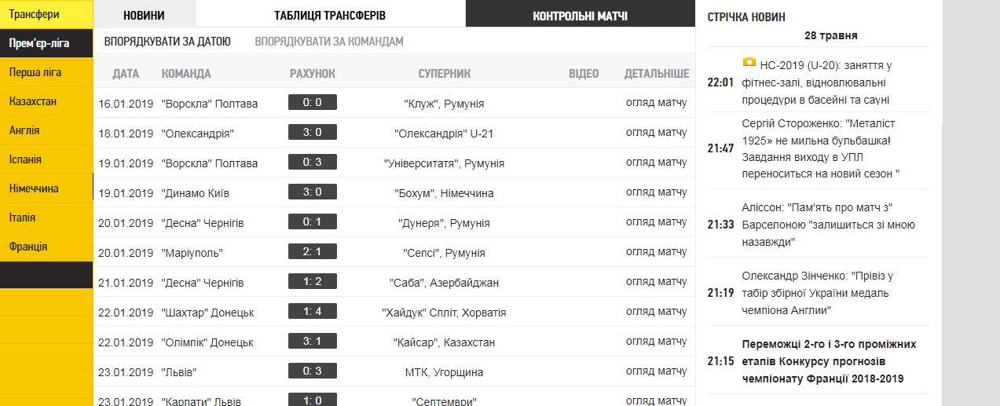 Трансфери
Прем'єр-ліга
Перша ліга
Казахстан
Англія
Іспанія
Німеччина
Італія
Франція
НОВИНИ ТАБЛИЦЯ ТРАНСФЕРІВ КОНТРОЛЬНІ МАТЧІ
ВПОРЯДКУВАТИ ЗА ДАТОЮ ВПОРЯДКУВАТИ ЗА КОМАНДАМ
ДАТА КОМАНДА РАХУНОК СУПЕРНИК ВІДЕО ДЕТАЛЬНІШЕ
16.01.2019 "Ворскла" Полтава 0: 0 "Клуж", Румунія огляд матчу
18.01.2019 "Олександрія" 3: 0 "Олександрія" U-21 огляд матчу
19.01.2019 "Ворскла" Полтава 0: 3 "Університатя", Румунія огляд матчу
19.01.2019 "Динамо Київ 3: 0 "Бохум", Німеччина огляд матчу
20.01.2019 "Десна" Чернігів 0: 1 "Дунеря", Румунія огляд матчу
20.01.2019 "Маріуполь" 2: 1 "Сепсі", Румунія огляд матчу
21.01.2019 "Десна" Чернігів 1: 2 "Саба", Азербайджан огляд матчу
22.01.2019 "Шахтар" Донецьк 1: 4 "Хайдук" Спліт, Хорватія огляд матчу
22.01.2019 "Олімпік" Донецьк 3: 1 "Кайсар", Казахстан огляд матчу
23.01.2019 "Львів" 0: 3 МТК, Угорщина огляд матчу
23.01.2019 "Карпати" Львів 1: 0 "Септември" огляд матчу
СТРІЧКА НОВИН
28 травня
22:01 НС-2019 (U-20): заняття у
фітнес-залі, відновлювальні
процедури в басейні та сауні
21:47 Сергій Стороженко: "Металіст
1925» не мильна бульбашка!
Завдання виходу в УПЛ
переноситься на новий сезон "
21:33 Аліссон: "Пам'ять про матч з"
Барселоною "залишиться зі мною
назавжди"
21:19 Олександр Зінченко: "Прівіз у
табір збірної України медаль
чемпіона Англии"
21:15 Переможці 2-го і 3-го проміжних
етапів Конкурсу прогнозів
чемпіонату Франції 2018-2019